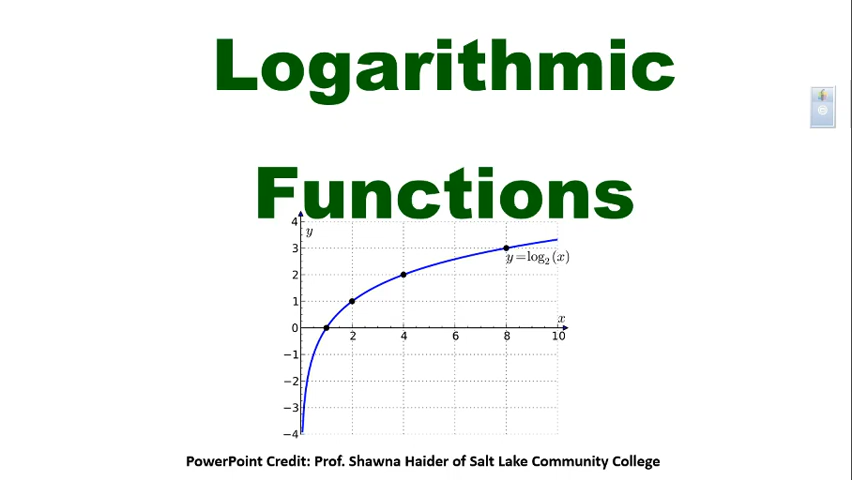 Logarithmic
Functions
y
4
3
2
1
0
−1
−2
−3
−4
y=log₂(x)
x
2
4
6
8
10
PowerPoint Credit: Prof. Shawna Haider of Salt Lake Community College